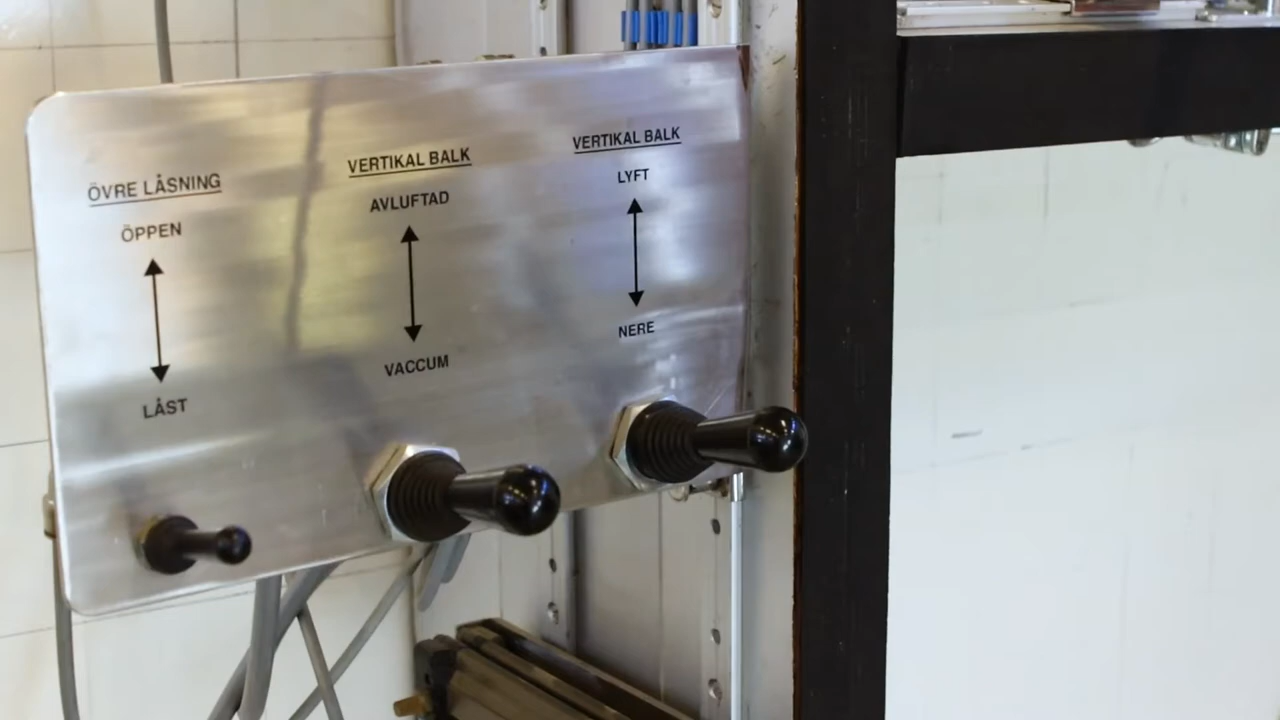 ÖVRE LÅSNING
ÖPPEN
LÅST
VERTIKAL BALK
AVLUFTAD
VACCUM
VERTIKAL BALK
LYFT
NERE